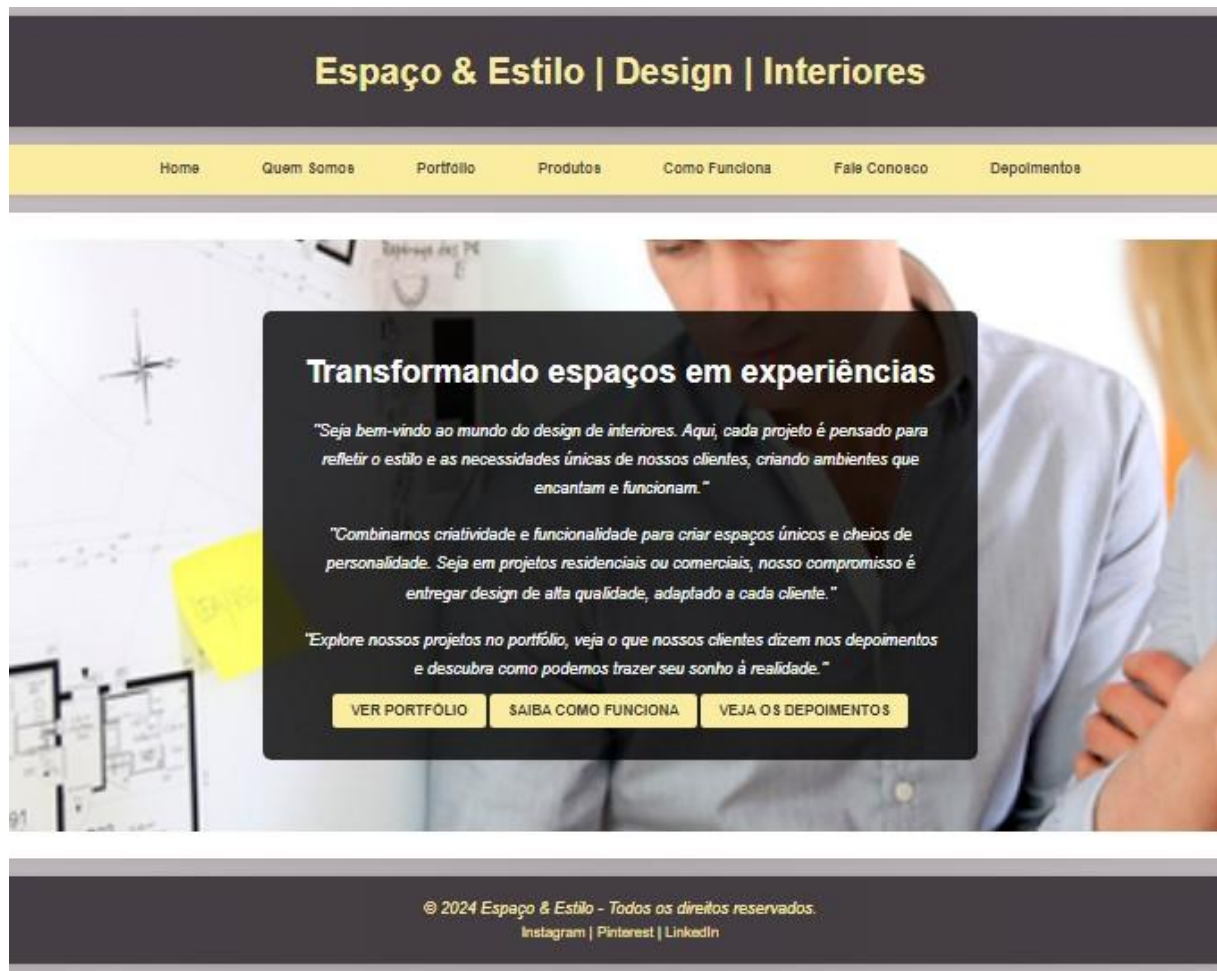 Espaço & Estilo | Design | Interiores
Home Quem Somos Portfólio Produtos Como Funciona Fale Conosco Depoimentos
Transformando espaços em experiências
"Seja bem-vindo ao mundo do design de interiores. Aqui, cada projeto é pensado para
refletir o estilo e as necessidades únicas de nossos clientes, criando ambientes que
encantam e funcionam."
"Combinamos criatividade e funcionalidade para criar espaços únicos e cheios de
personalidade. Seja em projetos residenciais ou comerciais, nosso compromisso é
entregar design de alta qualidade, adaptado a cada cliente."
"Explore nossos projetos no portfólio, veja o que nossos clientes dizem nos depoimentos
e descubra como podemos trazer seu sonho à realidade."
VER PORTFÓLIO SAIBA COMO FUNCIONA VEJA OS DEPOIMENTOS
91
© 2024 Espaço & Estilo - Todos os direitos reservados.
Instagram | Pinterest | LinkedIn